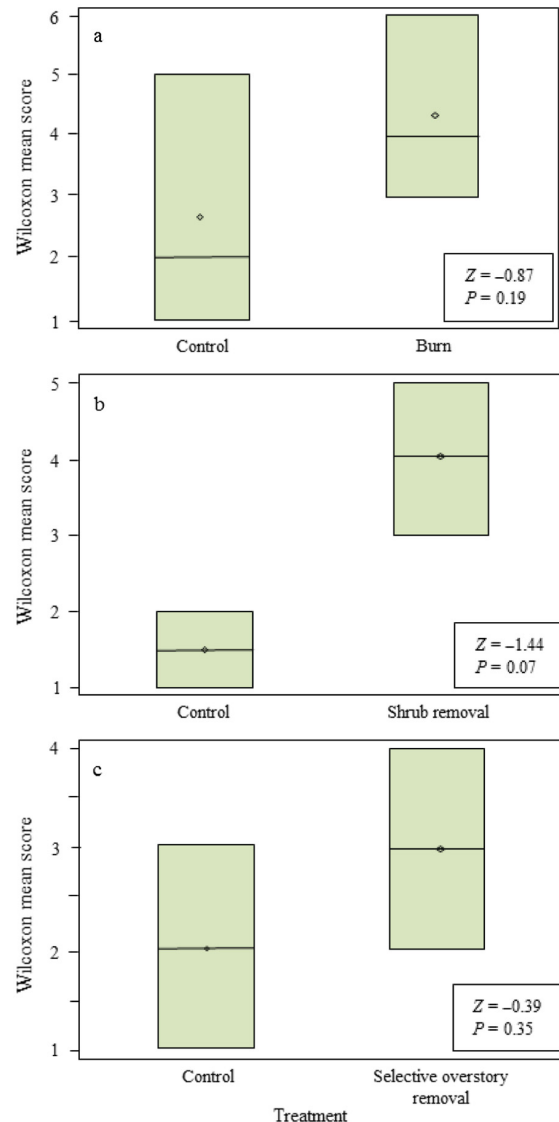 a
Wilcoxon mean score
6
5
4
3
2
1
Z = –0.87
P = 0.19
Control
Burn
b
Wilcoxon mean score
5
4
3
2
1
Z = –1.44
P = 0.07
Control
Shrub removal
c
Wilcoxon mean score
4
3
2
1
Z = –0.39
P = 0.35
Control
Selective overstory
removal
Treatment